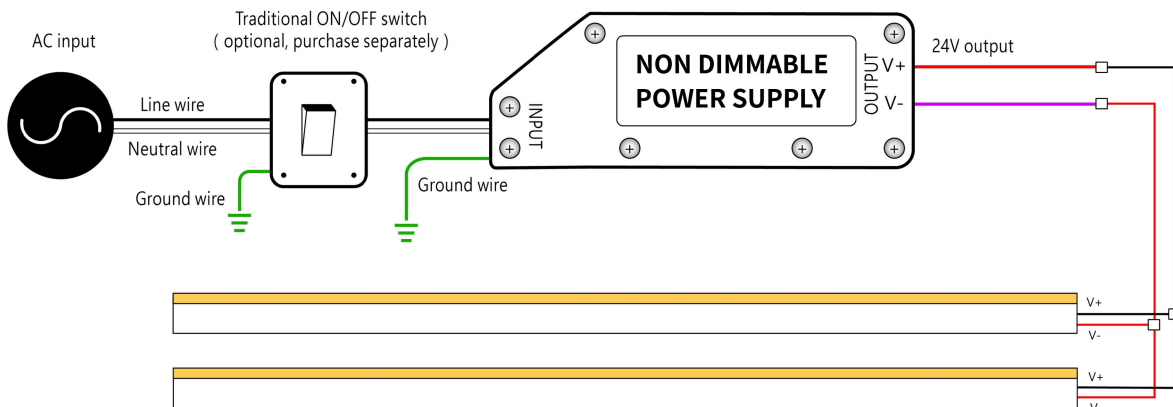 Traditional ON/OFF switch
( optional, purchase separately )
AC input
Line wire
Neutral wire
Ground wire
Ground wire
INPUT
NON DIMMABLE
POWER SUPPLY
OUTPUT
V+
V-
24V output
V+
V-
V+